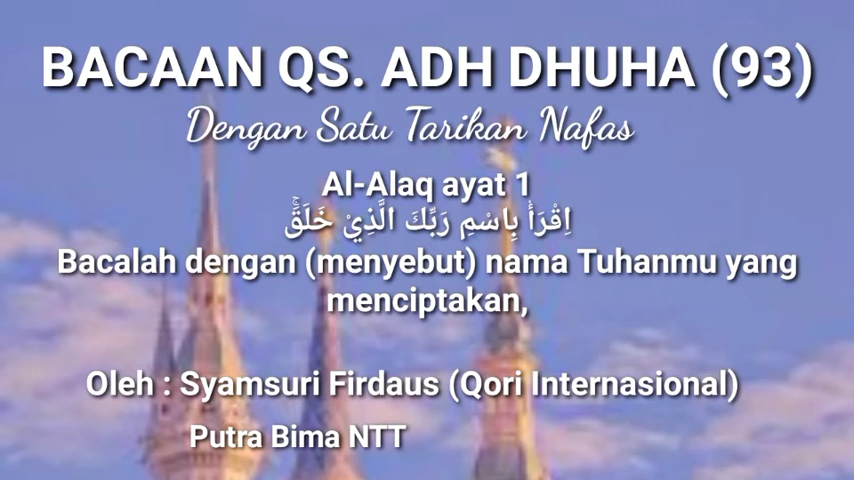 BACAAN QS. ADH DHUHA (93)
Dengan Satu Tarikan Nafas
Al-Alaq ayat 1
اِقْرَأْ بِاسْمِ رَبِّكَ الَّذِيْ خَلَقَۚ
Bacalah dengan (menyebut) nama Tuhanmu yang
menciptakan,
Oleh : Syamsuri Firdaus (Qori Internasional)
Putra Bima NTT